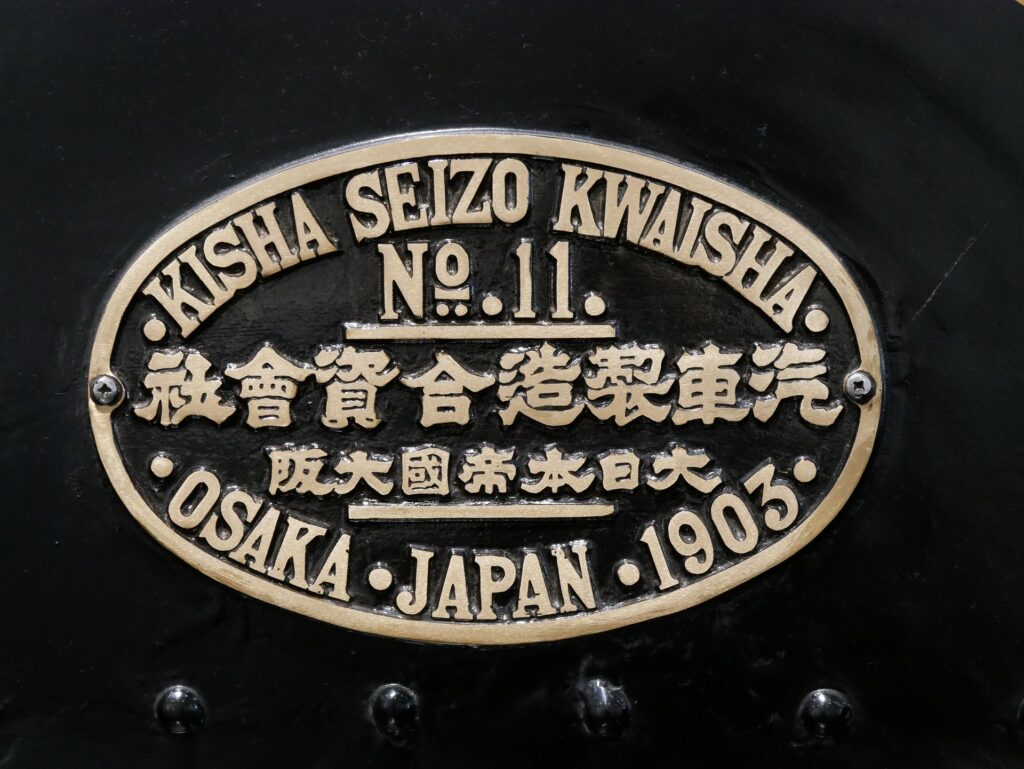 KISHA SEIZO KWAISHA
No. 11.
汽車製造合資會社
大日本帝國大阪
OSAKA • JAPAN • 1903